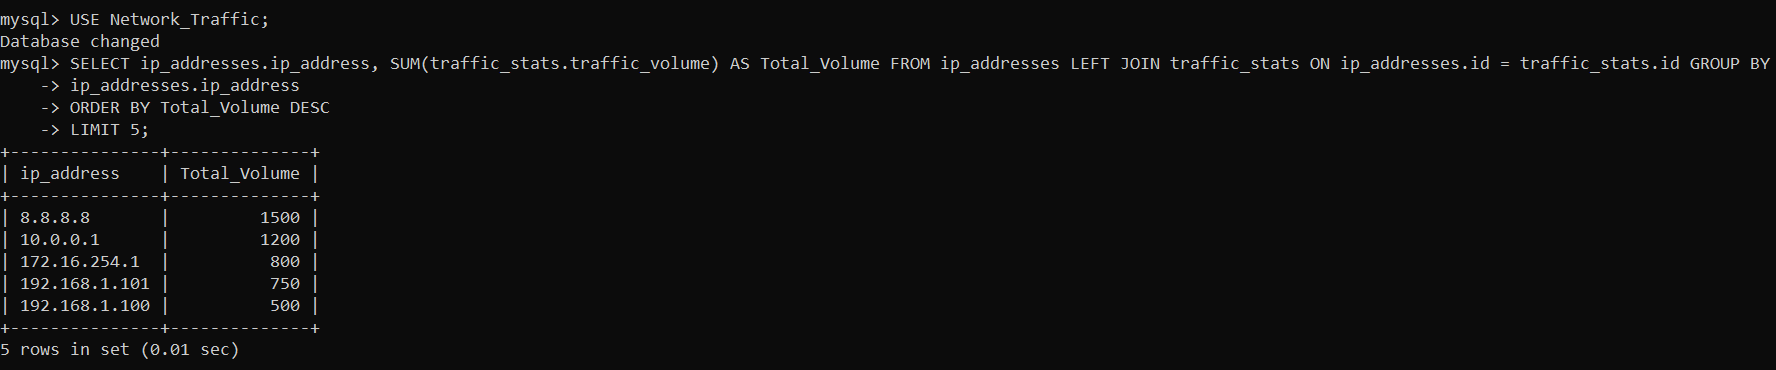 mysql> USE Network_Traffic;
Database changed
mysql> SELECT ip_addresses.ip_address, SUM(traffic_stats.traffic_volume) AS Total_Volume FROM ip_addresses LEFT JOIN traffic_stats ON ip_addresses.id = traffic_stats.id GROUP BY
    -> ip_addresses.ip_address
    -> ORDER BY Total_Volume DESC
    -> LIMIT 5;
+---------------+--------------+
| ip_address    | Total_Volume |
+---------------+--------------+
| 8.8.8.8       |         1500 |
| 10.0.0.1      |         1200 |
| 172.16.254.1  |          800 |
| 192.168.1.101 |          750 |
| 192.168.1.100 |          500 |
+---------------+--------------+
5 rows in set (0.01 sec)